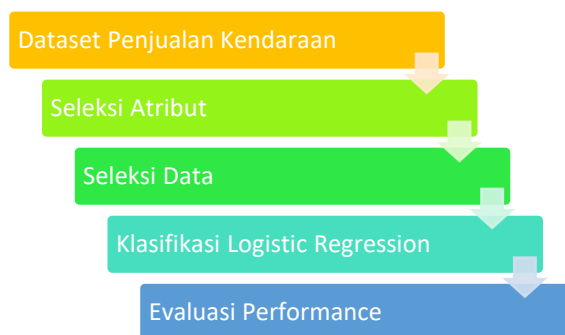 Dataset Penjualan Kendaraan
Seleksi Atribut
Seleksi Data
Klasifikasi Logistic Regression
Evaluasi Performance